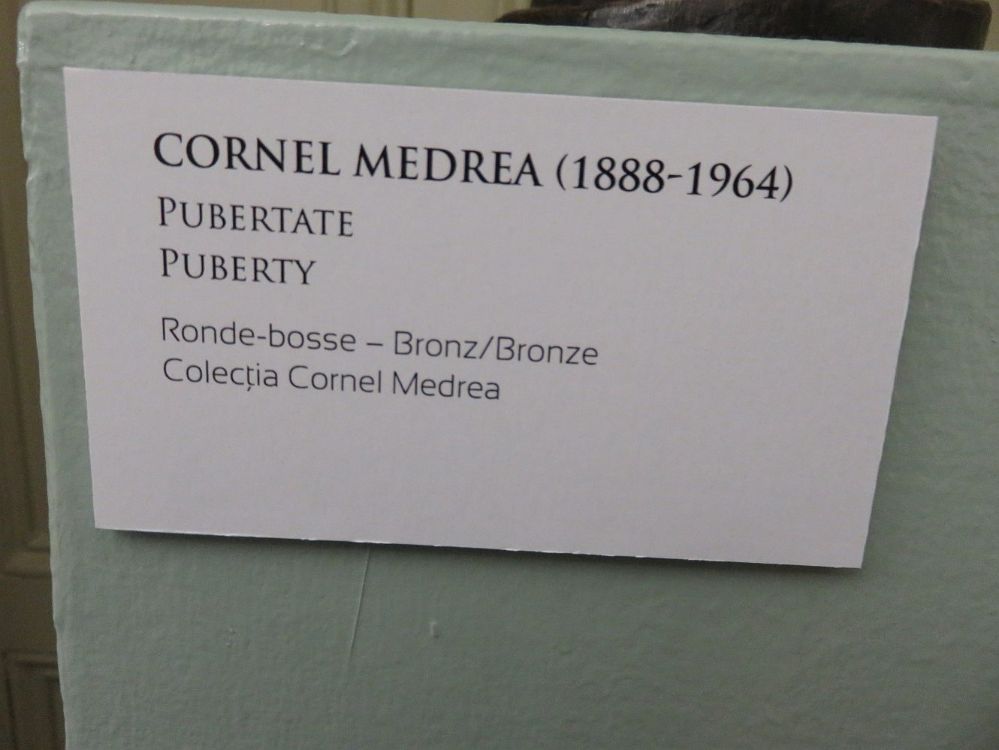 CORNEL MEDREA (1888-1964)
PUBERTATE
PUBERTY
Ronde-bosse – Bronz/Bronze
Colecția Cornel Medrea